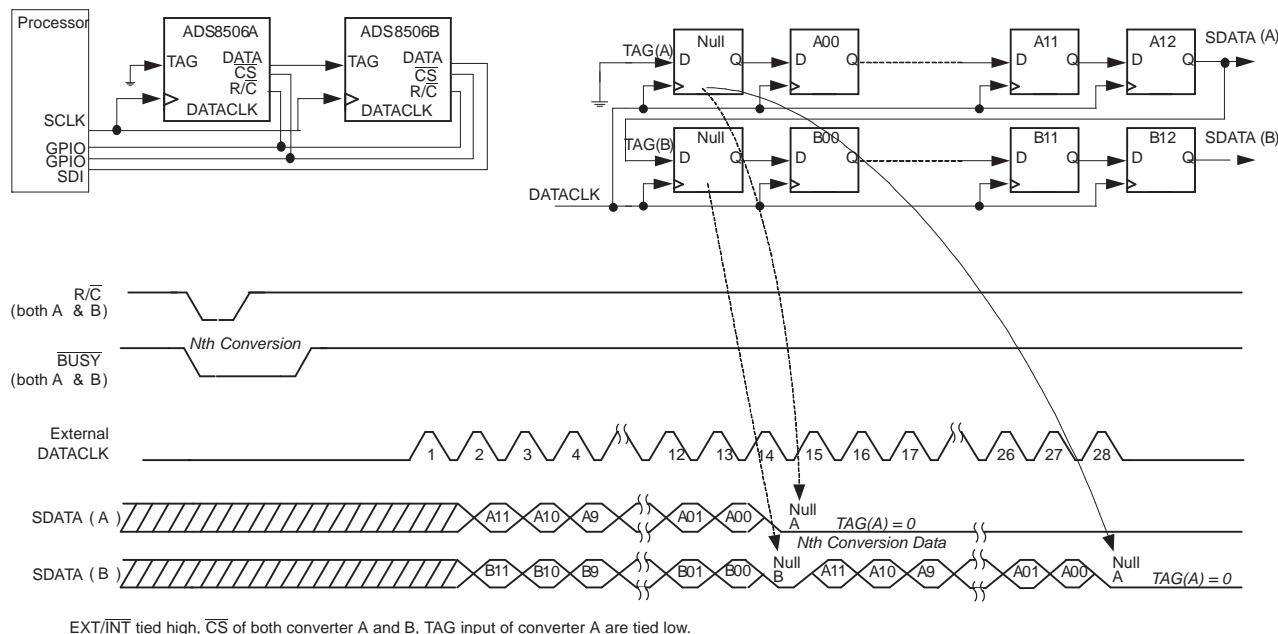 Processor
ADS8506A
ADS8506B
TAG
DATA
CS
R/C
DATACLK
TAG
DATA
CS
R/C
DATACLK
SCLK
GPIO
GPIO
SDI
TAG(A)
Null
D
Q
A00
D
Q
A11
D
Q
A12
D
Q
SDATA (A)
TAG(B)
Null
D
Q
B00
D
Q
B11
D
Q
B12
D
Q
SDATA (B)
DATACLK
R/C
(both A & B)
Nth Conversion
BUSY
(both A & B)
External
DATACLK
1 2 3 4 12 13 14 15 16 17 26 27 28
SDATA ( A )
A11 A10 A9 A01 A00
Null
A
TAG(A) = 0
Nth Conversion Data
SDATA ( B )
B11 B10 B9 B01 B00
Null
B
A11 A10 A9 A01 A00
Null
A
TAG(A) = 0
EXT/INT tied high, CS of both converter A and B, TAG input of converter A are tied low.